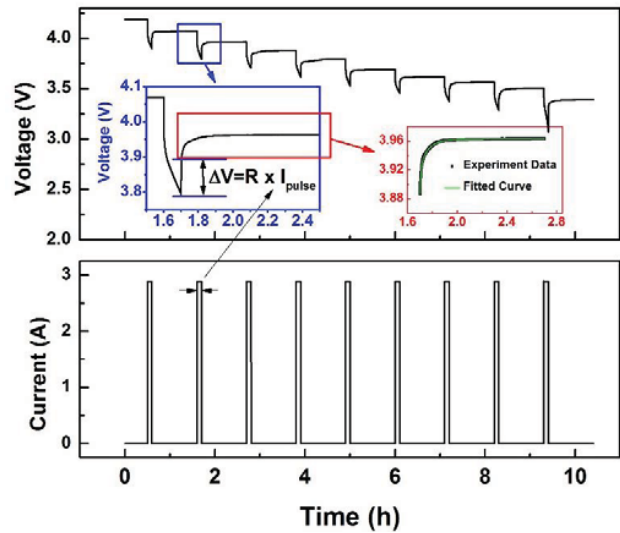 4.5
4.0
3.5
3.0
2.5
2.0
Voltage (V)
4.1
4.0
3.9
3.8
Voltage (V)
1.6 1.8 2.0 2.2 2.4
ΔV=R x I pulse
3.96
3.92
3.88
1.6 2.0 2.4 2.8
Experiment Data
Fitted Curve
3
2
1
0
Current (A)
0 2 4 6 8 10
Time (h)